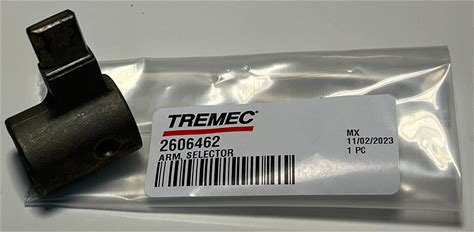 TREMEC
2606462
ARM, SELECTOR
MX
11/02/2023
1 PC